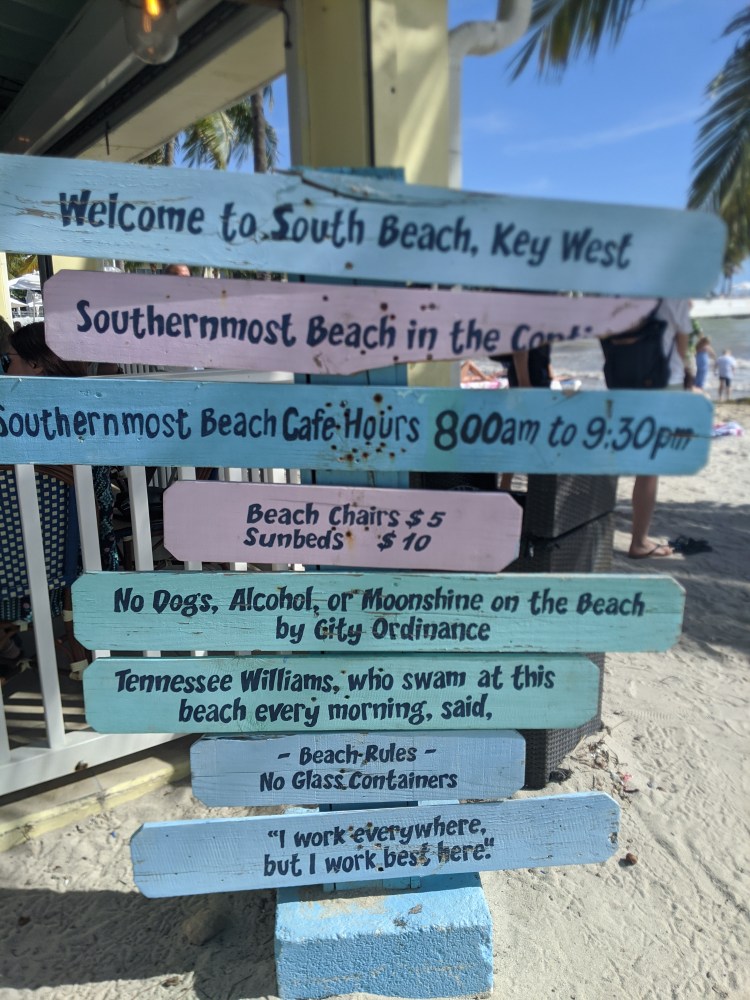 Welcome to South Beach, Key West
Southernmost Beach in the
Southernmost Beach Cafe Hours 800am to 9:30pm
Beach Chairs $5
Sunbeds $10
No Dogs, Alcohol, or Moonshine on the Beach
by City Ordinance
Tennessee Williams, who swam at this
beach every morning, said,
- Beach Rules -
No Glass Containers
"I work everywhere,
but I work best here."